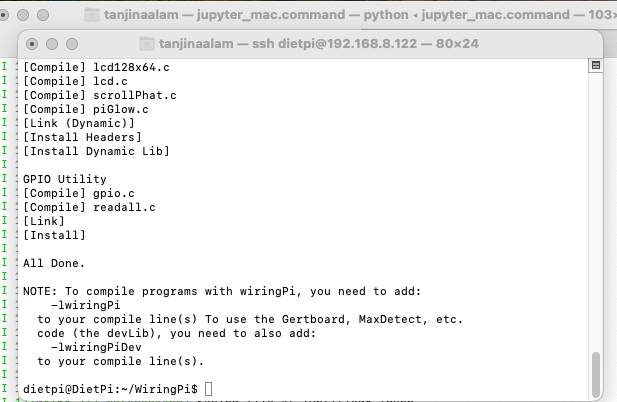 tanjinaalam — jupyter_mac.command — python ◂ jupyter_mac.command — 103×
tanjinaalam — ssh dietpi@192.168.8.122 — 80×24
[Compile] lcd128x64.c
[Compile] lcd.c
[Compile] scrollPhat.c
[Compile] piGlow.c
[Link (Dynamic)]
[Install Headers]
[Install Dynamic Lib]
GPIO Utility
[Compile] gpio.c
[Compile] readall.c
[Link]
[Install]
All Done.
NOTE: To compile programs with wiringPi, you need to add:
-lwiringPi
to your compile line(s) To use the Gertboard, MaxDetect, etc.
code (the devLib), you need to also add:
-lwiringPiDev
to your compile line(s).
dietpi@DietPi:~/WiringPi$